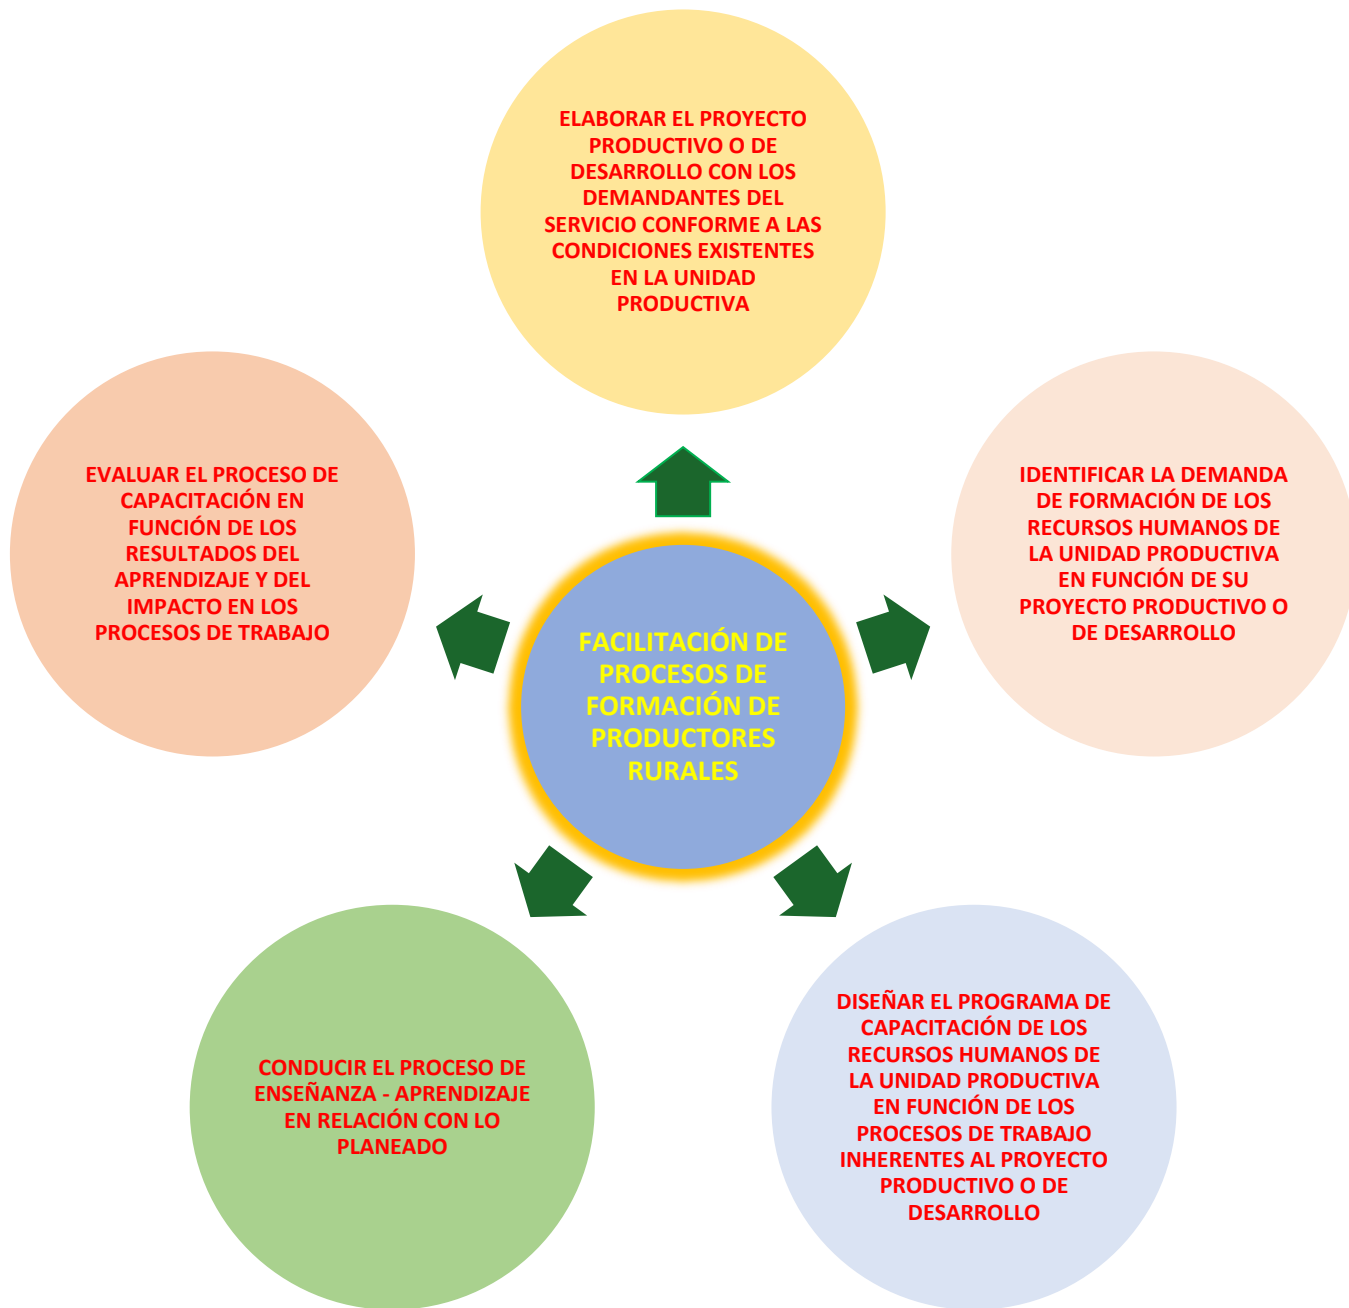 ELABORAR EL PROYECTO
PRODUCTIVO O DE
DESARROLLO CON LOS
DEMANDANTES DEL
SERVICIO CONFORME A LAS
CONDICIONES EXISTENTES
EN LA UNIDAD
PRODUCTIVA
IDENTIFICAR LA DEMANDA
DE FORMACIÓN DE LOS
RECURSOS HUMANOS DE
LA UNIDAD PRODUCTIVA
EN FUNCIÓN DE SU
PROYECTO PRODUCTIVO O
DE DESARROLLO
DISEÑAR EL PROGRAMA DE
CAPACITACIÓN DE LOS
RECURSOS HUMANOS DE
LA UNIDAD PRODUCTIVA
EN FUNCIÓN DE LOS
PROCESOS DE TRABAJO
INHERENTES AL PROYECTO
PRODUCTIVO O DE
DESARROLLO
CONDUCIR EL PROCESO DE
ENSEÑANZA - APRENDIZAJE
EN RELACIÓN CON LO
PLANEADO
EVALUAR EL PROCESO DE
CAPACITACIÓN EN
FUNCIÓN DE LOS
RESULTADOS DEL
APRENDIZAJE Y DEL
IMPACTO EN LOS
PROCESOS DE TRABAJO
FACILITACIÓN DE
PROCESOS DE
FORMACIÓN DE
PRODUCTORES
RURALES